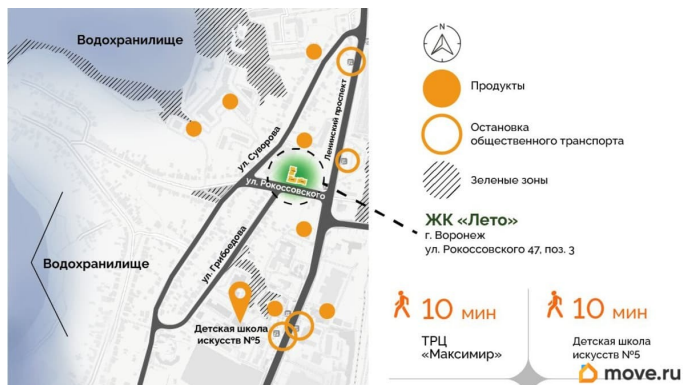 Водохранилище
Водохранилище
ул. Суворова
Ленинский проспект
ул. Рокоссовского
ул. Грибоедова
Детская школа
искусств №5
N
Продукты
Остановка
общественного транспорта
Зеленые зоны
ЖК «Лето»
г. Воронеж
ул. Рокоссовского 47, поз. 3
10 мин
ТРЦ
«Максимир»
10 мин
Детская школа
искусств №5
move.ru